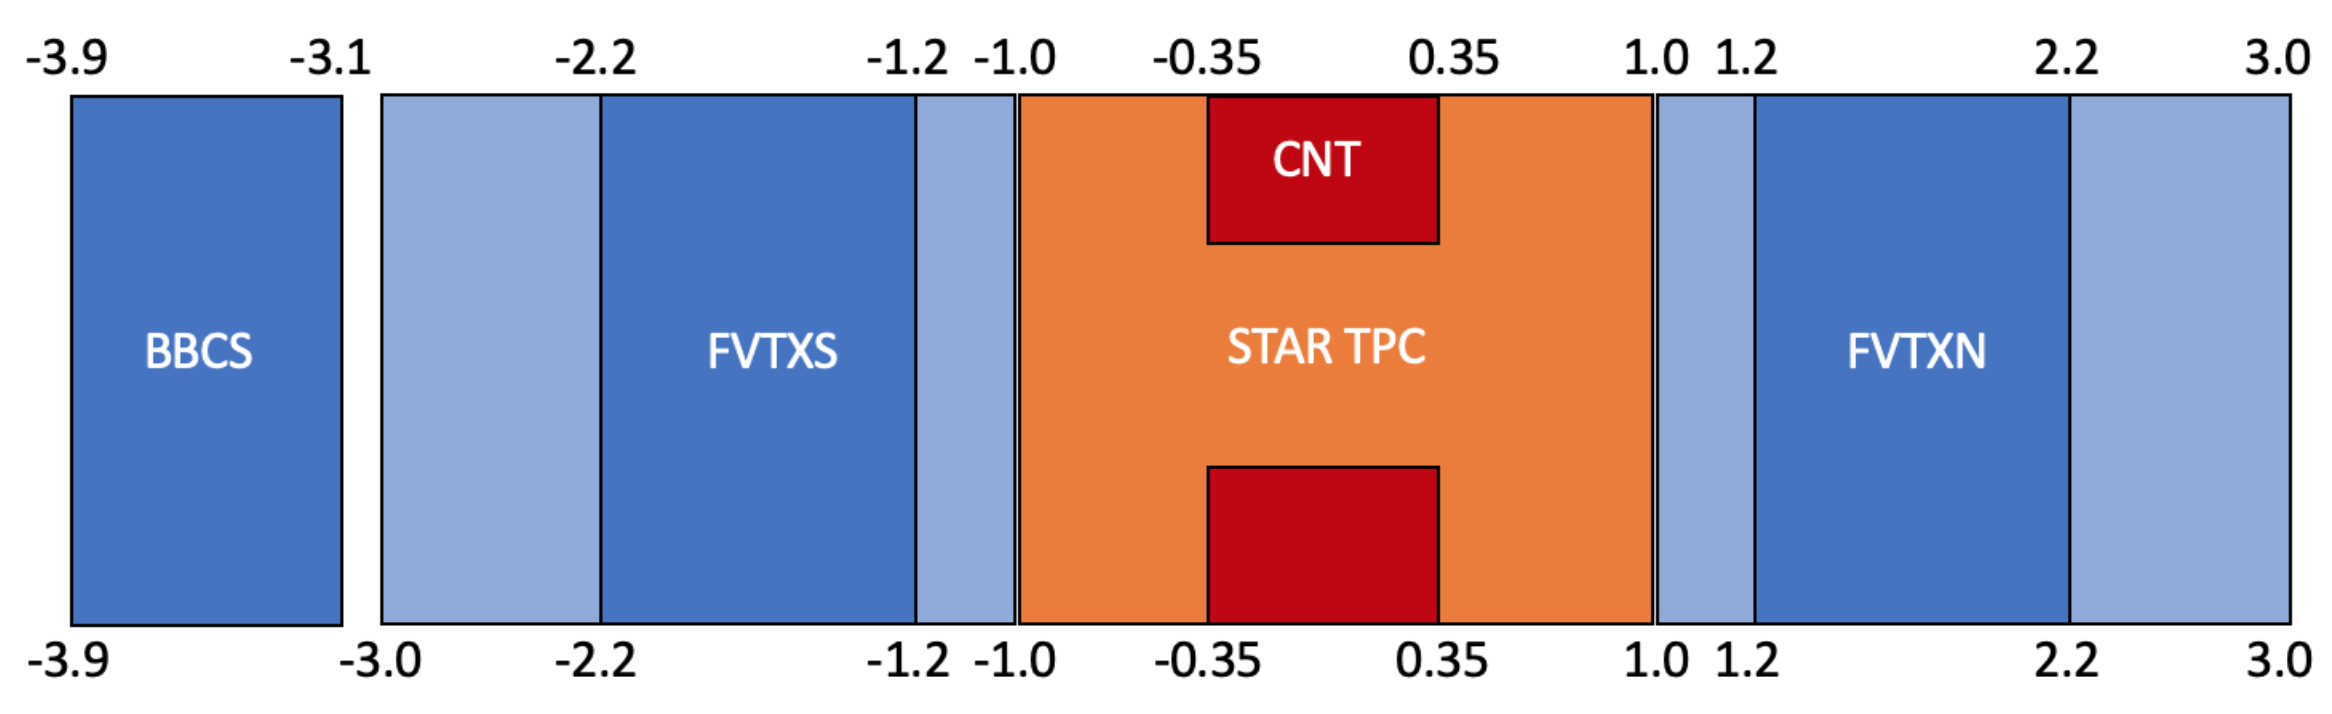 -3.9 -3.1 -2.2 -1.2 -1.0 -0.35 0.35 1.0 1.2 2.2 3.0
CNT
BBCS FVTXS STAR TPC FVTXN
-3.9 -3.0 -2.2 -1.2 -1.0 -0.35 0.35 1.0 1.2 2.2 3.0